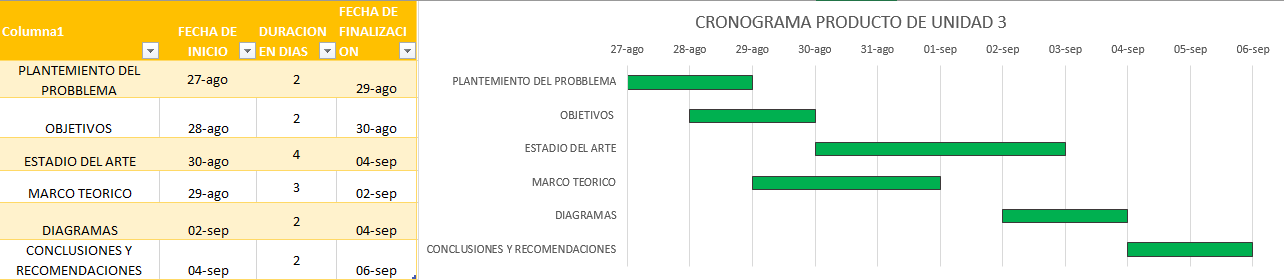 Columna1
FECHA DE
INICIO
DURACION
EN DIAS
FECHA DE
FINALIZACI
ON
PLANTEMIENTO DEL
PROBBLEMA
27-ago
2
29-ago
OBJETIVOS
28-ago
2
30-ago
ESTADIO DEL ARTE
30-ago
4
04-sep
MARCO TEORICO
29-ago
3
02-sep
DIAGRAMAS
02-sep
2
04-sep
CONCLUSIONES Y
RECOMENDACIONES
04-sep
2
06-sep
CRONOGRAMA PRODUCTO DE UNIDAD 3
27-ago 28-ago 29-ago 30-ago 31-ago 01-sep 02-sep 03-sep 04-sep 05-sep 06-sep
PLANTEMIENTO DEL PROBBLEMA
OBJETIVOS
ESTADIO DEL ARTE
MARCO TEORICO
DIAGRAMAS
CONCLUSIONES Y RECOMENDACIONES